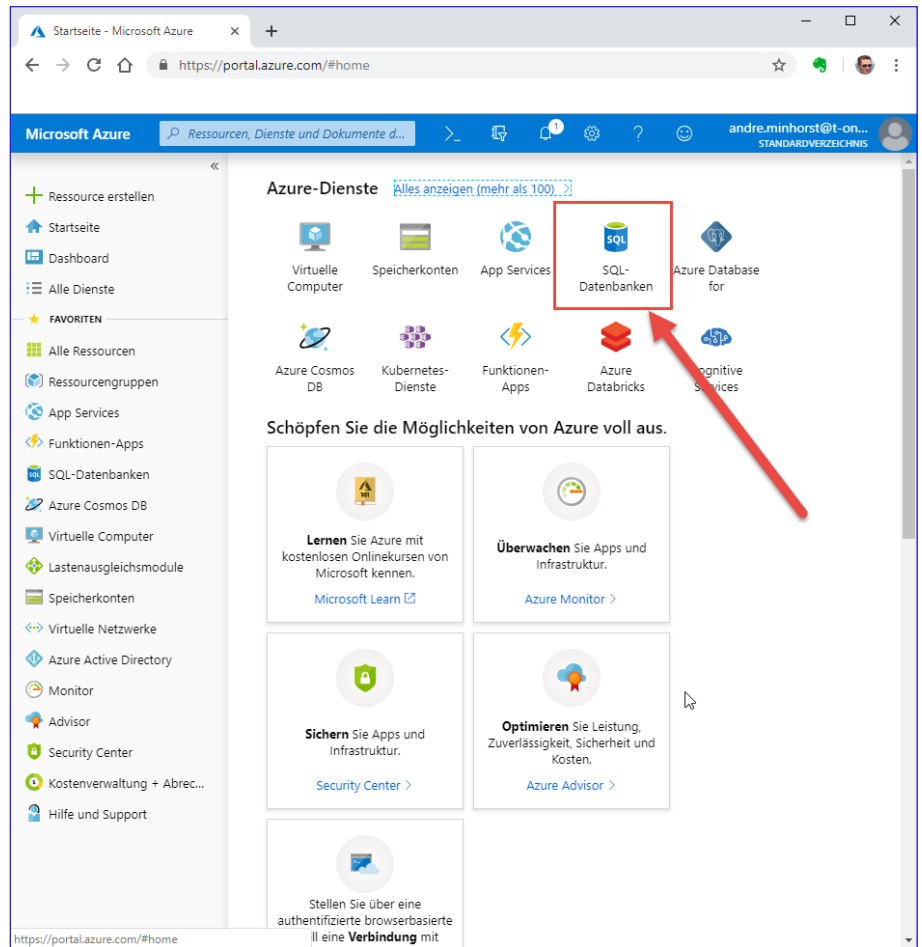 Startseite - Microsoft Azure
https://portal.azure.com/#home
Microsoft Azure
Ressourcen, Dienste und Dokumente d...
1
andre.minhorst@t-on...
STANDARDVERZEICHNIS
Ressource erstellen
Startseite
Dashboard
Alle Dienste
FAVORITEN
Alle Ressourcen
Ressourcengruppen
App Services
Funktionen-Apps
SQL-Datenbanken
Azure Cosmos DB
Virtuelle Computer
Lastenausgleichsmodule
Speicherkonten
Virtuelle Netzwerke
Azure Active Directory
Monitor
Advisor
Security Center
Kostenverwaltung + Abrec...
Hilfe und Support
Azure-Dienste Alles anzeigen (mehr als 100)
Virtuelle
Computer
Speicherkonten
App Services
SQL
SQL-
Datenbanken
Azure Database
for
Azure Cosmos
DB
Kubernetes-
Dienste
Funktionen-
Apps
Azure
Databricks
ognitive
Services
Schöpfen Sie die Möglichkeiten von Azure voll aus.
101
Lernen Sie Azure mit
kostenlosen Onlinekursen von
Microsoft kennen.
Microsoft Learn
Überwachen Sie Apps und
Infrastruktur.
Azure Monitor
Sichern Sie Apps und
Infrastruktur.
Security Center
Optimieren Sie Leistung,
Zuverlässigkeit, Sicherheit und
Kosten.
Azure Advisor
Stellen Sie über eine
authentifizierte browserbasierte
ll eine Verbindung mit
https://portal.azure.com/#home